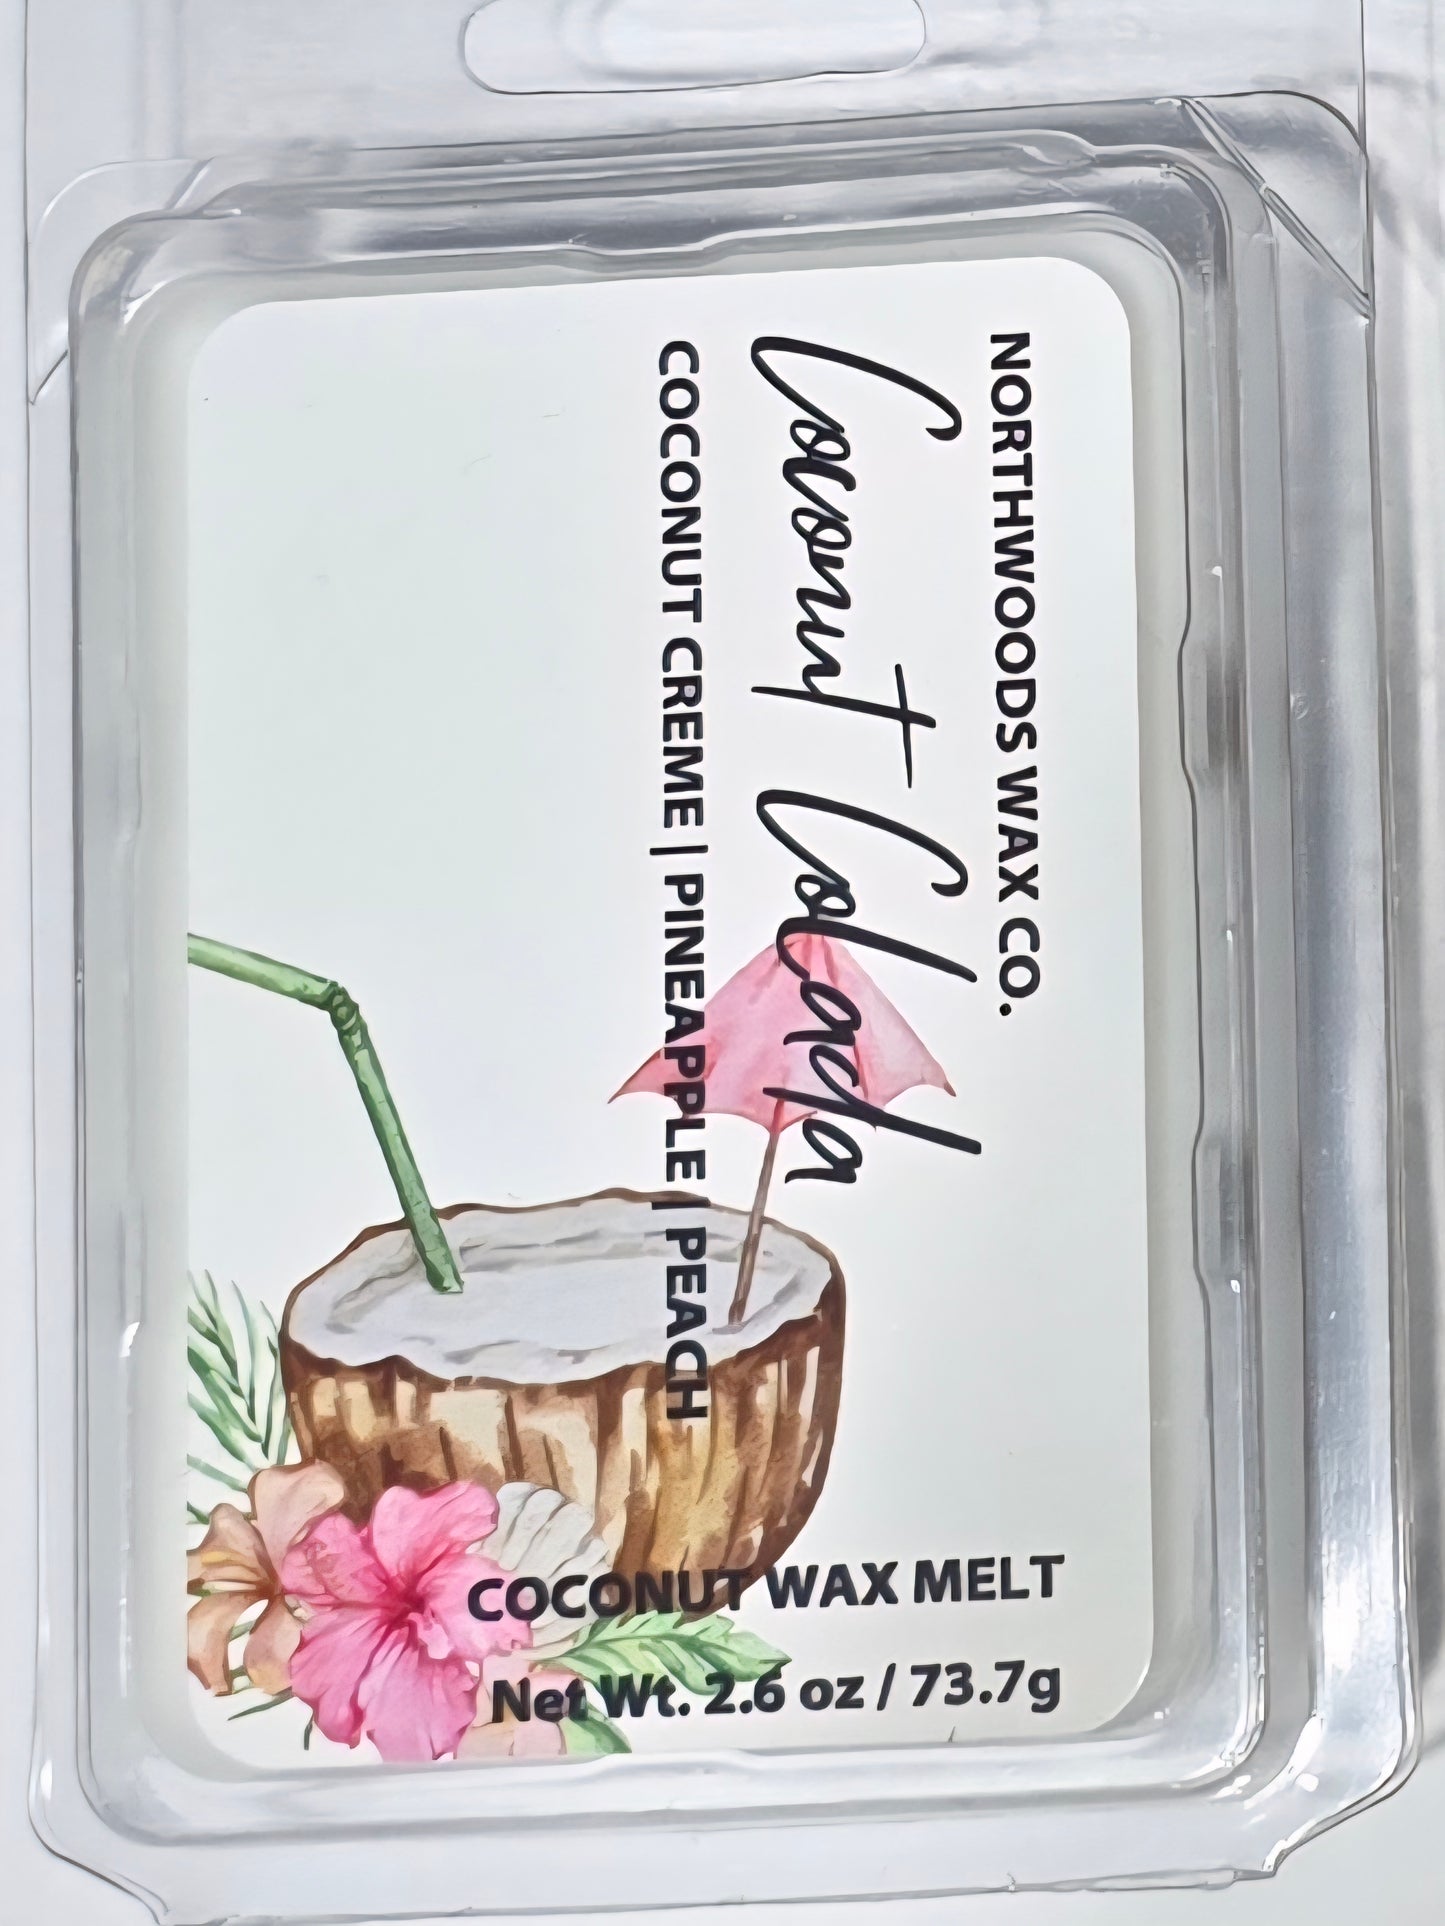 NORTHWOODS WAX CO.
Coconut Colada
COCONUT CREME | PINEAPPLE | PEACH
COCONUT WAX MELT
Net Wt. 2.6 oz / 73.7g